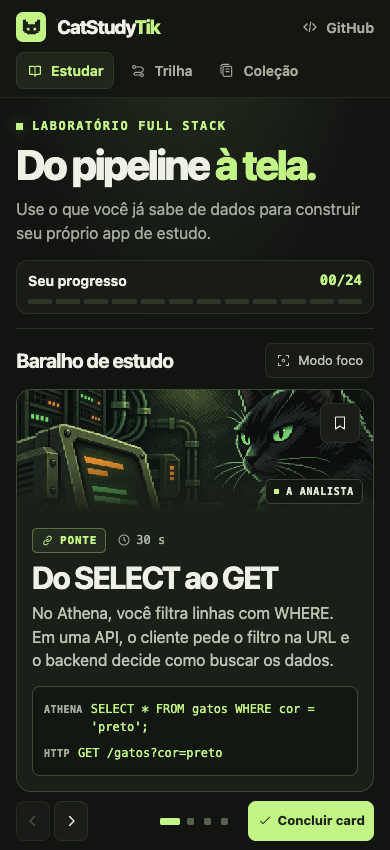 CatStudyTik
GitHub
Estudar
Trilha
Coleção
LABORATÓRIO FULL STACK
Do pipeline à tela.
Use o que você já sabe de dados para construir
seu próprio app de estudo.
Seu progresso
00/24
Baralho de estudo
Modo foco
A ANALISTA
PONTE
30 s
Do SELECT ao GET
No Athena, você filtra linhas com WHERE.
Em uma API, o cliente pede o filtro na URL e
o backend decide como buscar os dados.
ATHENA SELECT * FROM gatos WHERE cor =
'preto';
HTTP GET /gatos?cor=preto
Concluir card